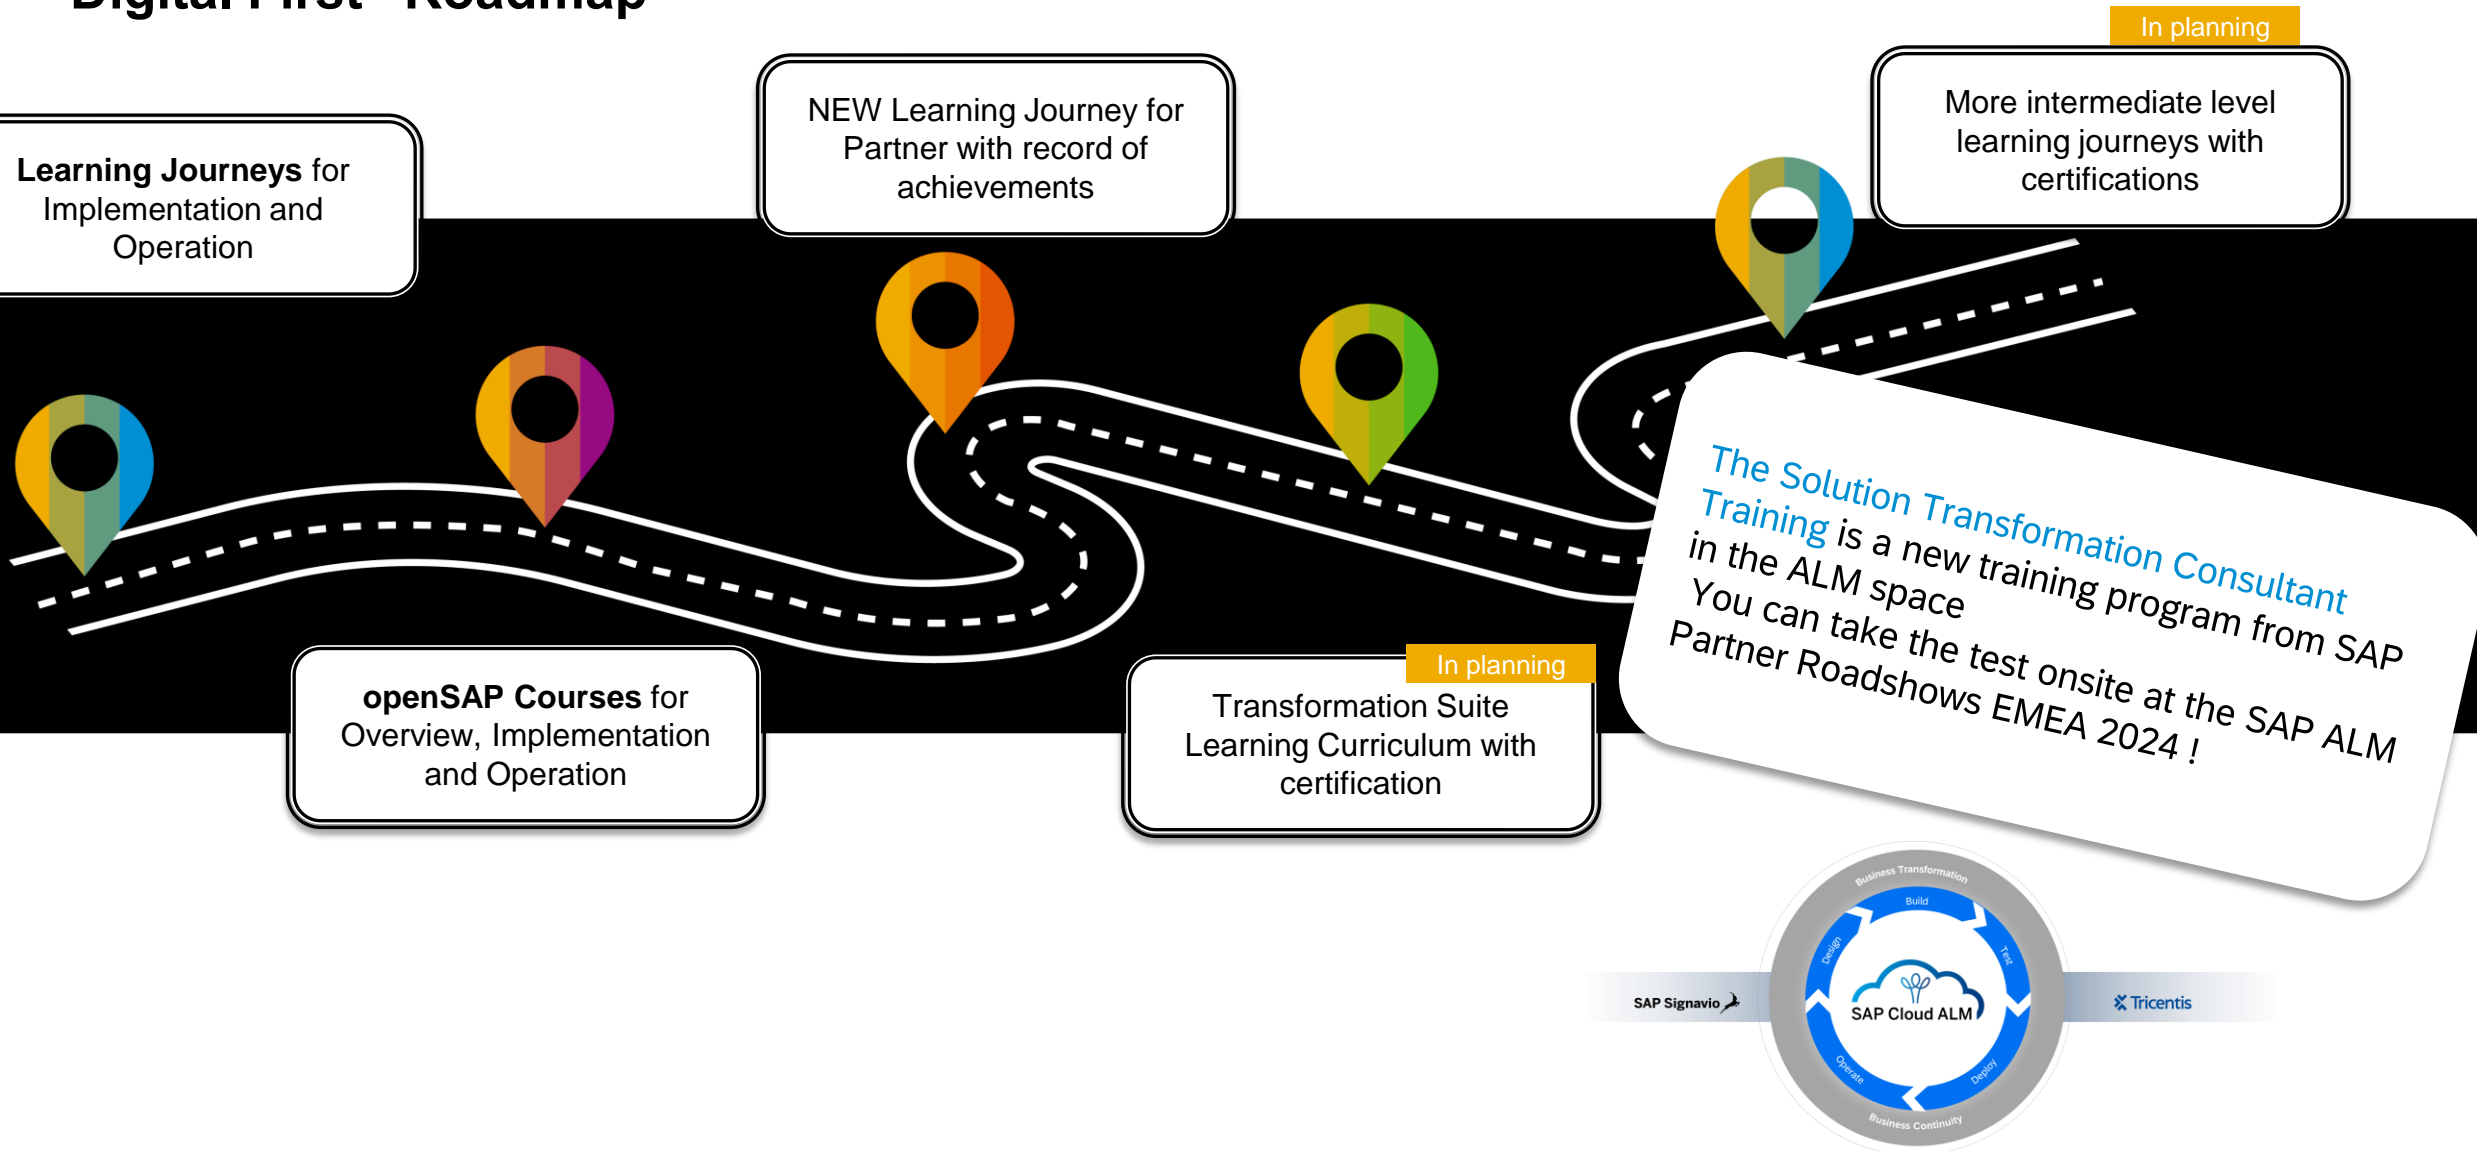 Digital First Roadmap
In planning
More intermediate level
learning journeys with
certifications
NEW Learning Journey for
Partner with record of
achievements
Learning Journeys for
Implementation and
Operation
The Solution Transformation Consultant
Training is a new training program from SAP
in the ALM space
You can take the test onsite at the SAP ALM
Partner Roadshows EMEA 2024 !
openSAP Courses for
Overview, Implementation
and Operation
In planning
Transformation Suite
Learning Curriculum with
certification
Business Transformation
Build
Design
Test
SAP Signavio
SAP Cloud ALM
Tricentis
Operate
Deploy
Business Continuity